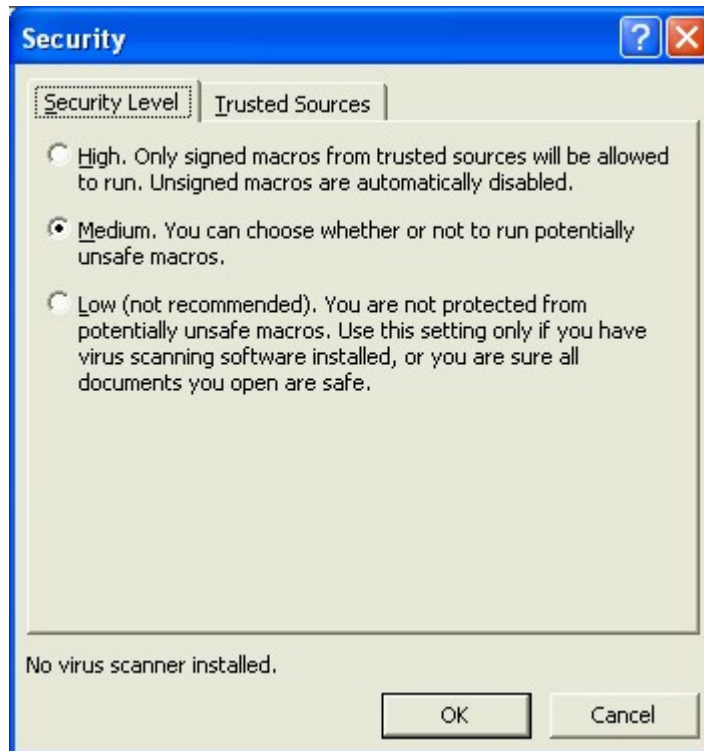 Security
Security Level
Trusted Sources
High. Only signed macros from trusted sources will be allowed
to run. Unsigned macros are automatically disabled.
Medium. You can choose whether or not to run potentially
unsafe macros.
Low (not recommended). You are not protected from
potentially unsafe macros. Use this setting only if you have
virus scanning software installed, or you are sure all
documents you open are safe.
No virus scanner installed.
OK
Cancel